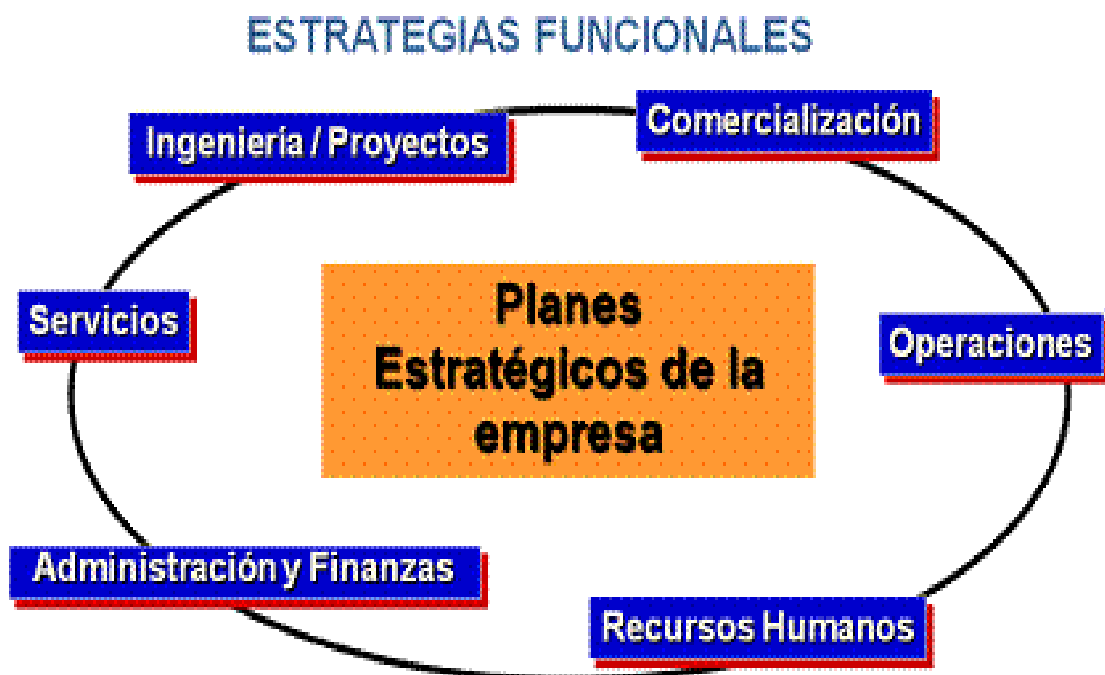 ESTRATEGIAS FUNCIONALES
Ingeniería / Proyectos
Comercialización
Servicios
Planes
Estratégicos de la
empresa
Operaciones
Administración y Finanzas
Recursos Humanos